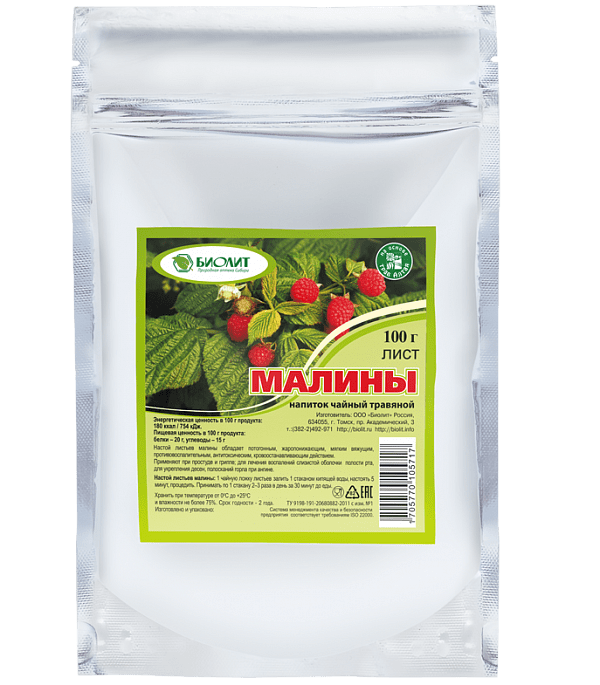 БИОЛИТ
Природная аптека Сибири
на основе
трав Алтая
100 г
ЛИСТ
МАЛИНЫ
напиток чайный травяной
Изготовитель: ООО «Биолит» Россия,
634055, г. Томск, пр. Академический, 3
т.:(382-2)492-971 http://biolit.ru http://biolit.info
Энергетическая ценность в 100 г продукта:
180 ккал / 754 кДж.
Пищевая ценность в 100 г продукта:
белки – 20 г, углеводы – 15 г
Настой листьев малины обладает потогонным, жаропонижающим, мягким вяжущим,
противовоспалительным, антитоксическим, кровоостанавливающим действием.
Применяют при простуде и гриппе; для лечения воспалений слизистой оболочки полости рта,
для укрепления десен, полосканий горла при ангине.
Настой листьев малины: 1 чайную ложку листьев залить 1 стаканом кипящей воды, настоять 5
минут, процедить. Принимать по 1 стакану 2–3 раза в день за 30 минут до еды.
Хранить при температуре от 0°С до +25°С
и влажности не более 75%. Срок годности - 2 года.
Изготовлено и упаковано:
ТУ 9198-191-20680882-2011 с изм. №1
Система менеджмента качества и безопасности
предприятия соответствует требованиям ISO 22000.
EAC
1705770105717